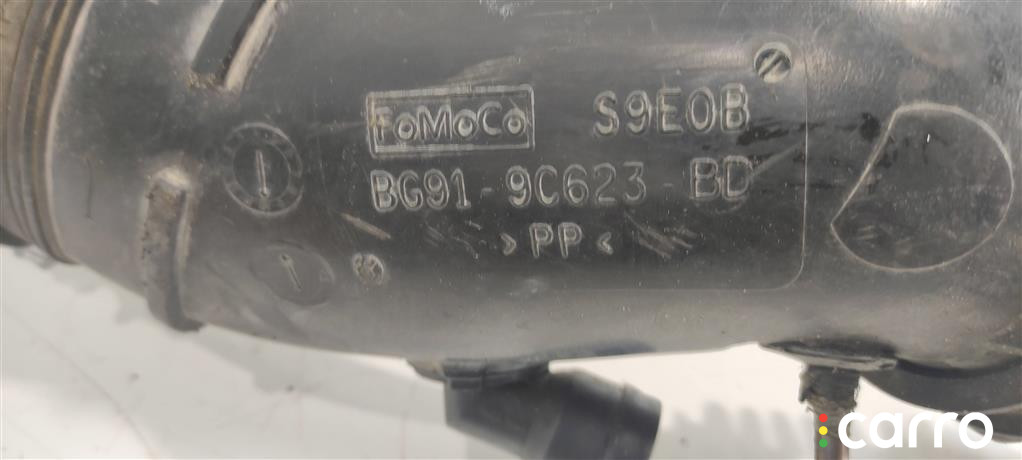 FoMoCo S9E0B
BG91-9C623-BD
>PP<
carro